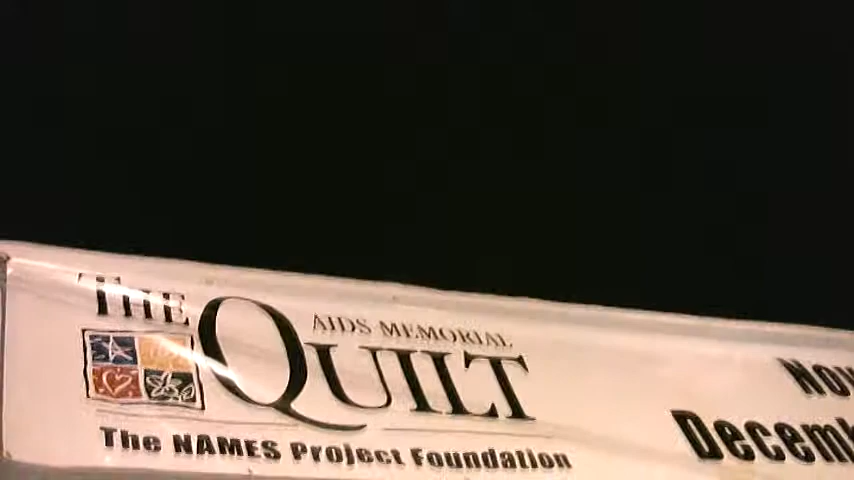 THE
AIDS MEMORIAL
QUILT
The NAMES Project Foundation